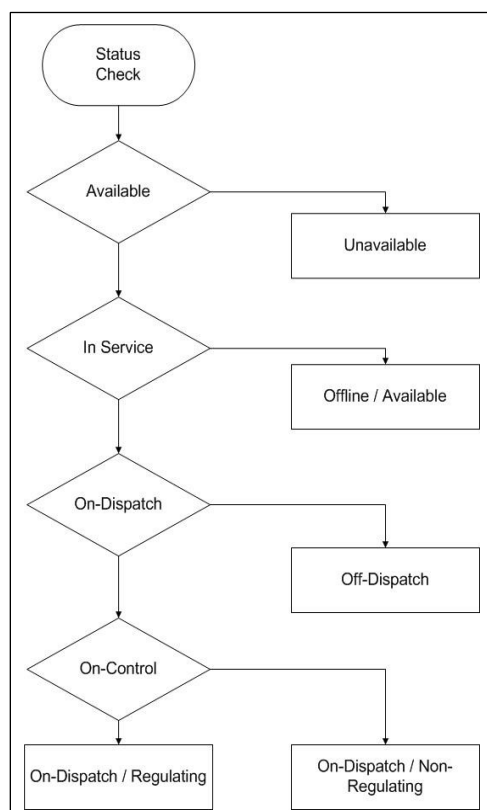 Status
Check
Available
Unavailable
In Service
Offline / Available
On-Dispatch
Off-Dispatch
On-Control
On-Dispatch / Regulating
On-Dispatch / Non-
Regulating